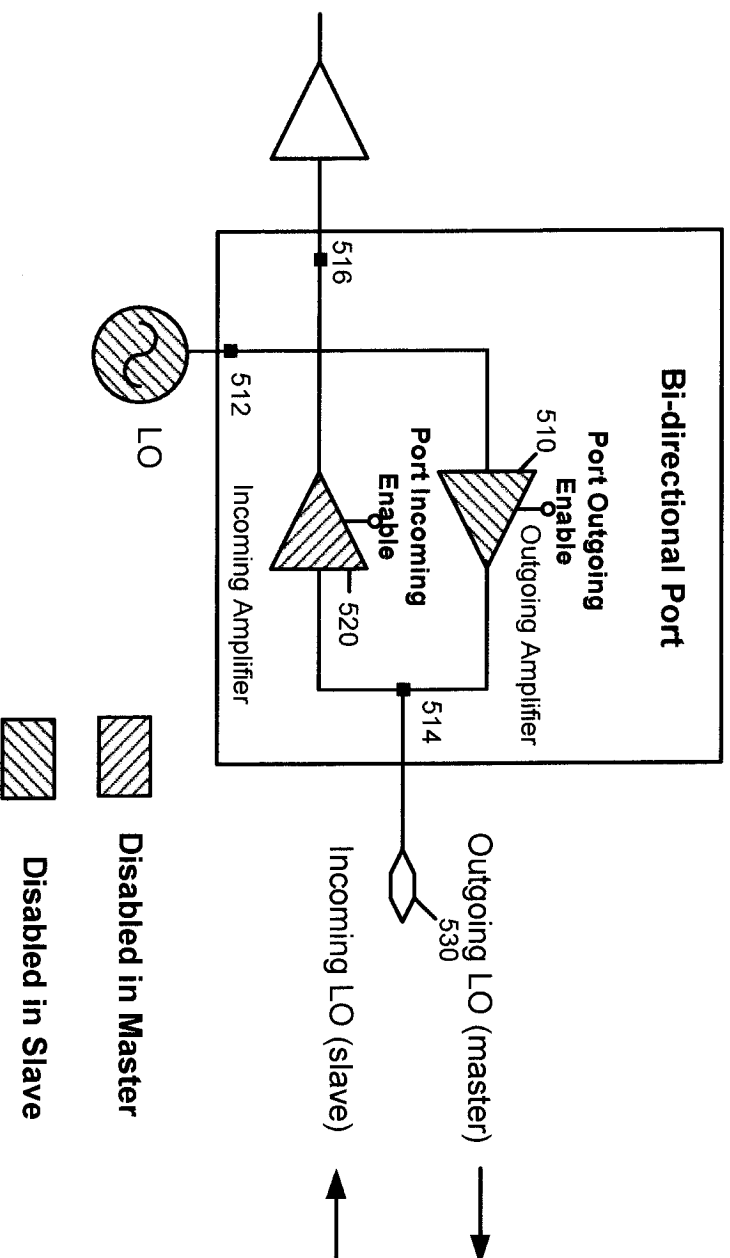 Bi-directional Port
Port Outgoing
Enable
510
Outgoing Amplifier
Port Incoming
Enable
520
Incoming Amplifier
516
512
514
LO
530
Outgoing LO (master)
Incoming LO (slave)
Disabled in Master
Disabled in Slave